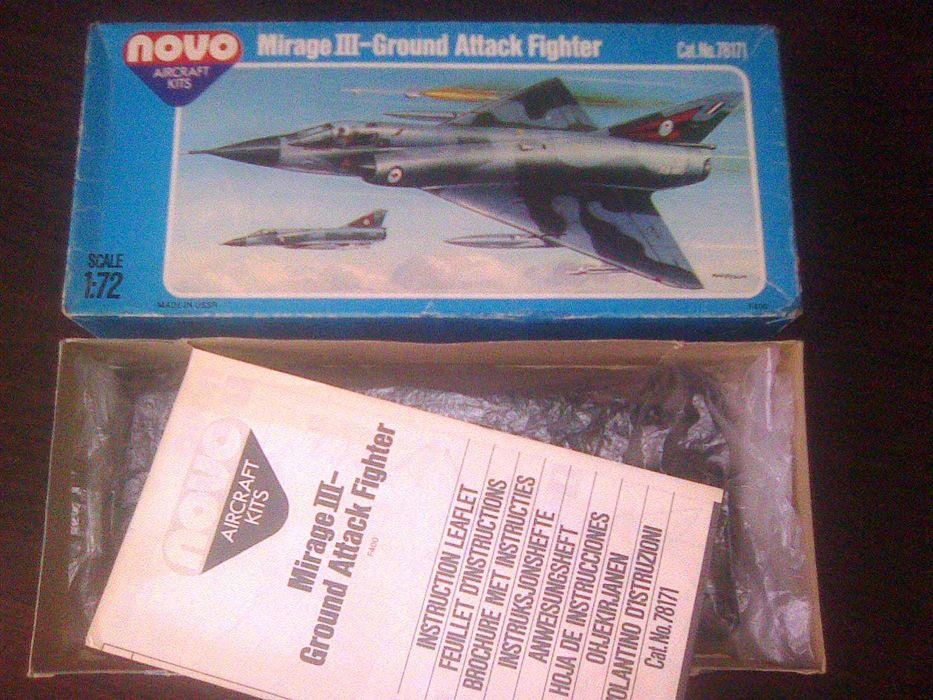 novo
AIRCRAFT
KITS
Mirage III-Ground Attack Fighter
Cat.No.78171
SCALE
1:72
MADE IN USSR
F400
novo
AIRCRAFT
KITS
Mirage III-
Ground Attack Fighter
F400
INSTRUCTION LEAFLET
FEUILLET D'INSTRUCTIONS
BROCHURE MET INSTRUCTIES
INSTRUKSJONSHEFTE
ANWEISUNGSHEFT
HOJA DE INSTRUCCIONES
OHJEKIRJANEN
VOLANTINO D'ISTRUZIONI
Cat.No.78171